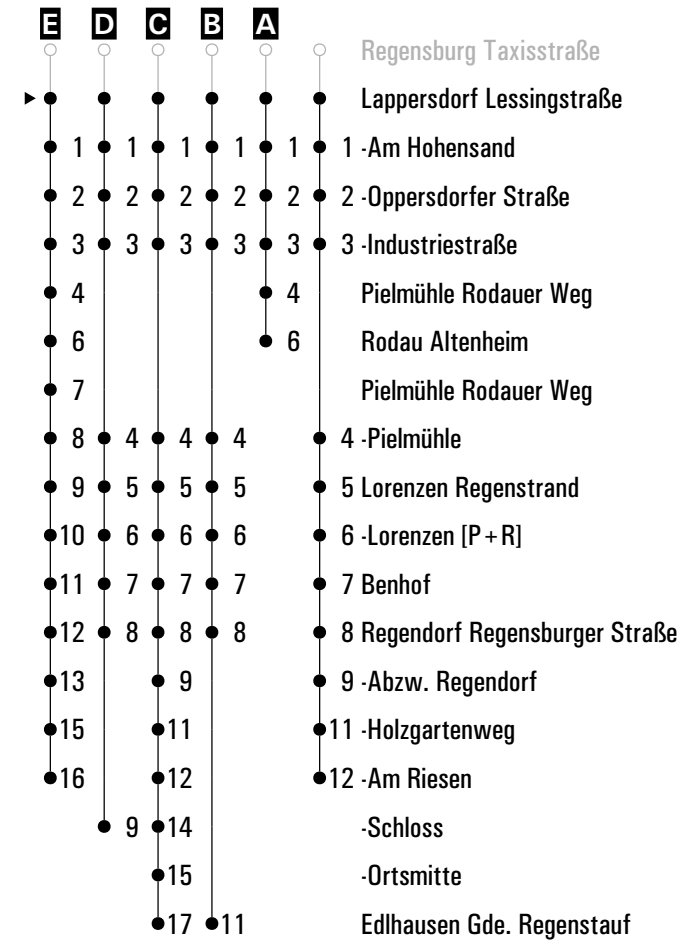 E D C B A
Regensburg Taxisstraße
Lappersdorf Lessingstraße
1 1 1 1 1 1 -Am Hohensand
2 2 2 2 2 2 -Oppersdorfer Straße
3 3 3 3 3 3 -Industriestraße
4 4 Pielmühle Rodauer Weg
6 6 Rodau Altenheim
7 Pielmühle Rodauer Weg
8 4 4 4 4 -Pielmühle
9 5 5 5 5 Lorenzen Regenstrand
10 6 6 6 6 -Lorenzen [P+R]
11 7 7 7 7 Benhof
12 8 8 8 8 Regendorf Regensburger Straße
13 9 9 -Abzw. Regendorf
15 11 11 -Holzgartenweg
16 12 12 -Am Riesen
9 14 -Schloss
15 -Ortsmitte
17 11 Edlhausen Gde. Regenstauf